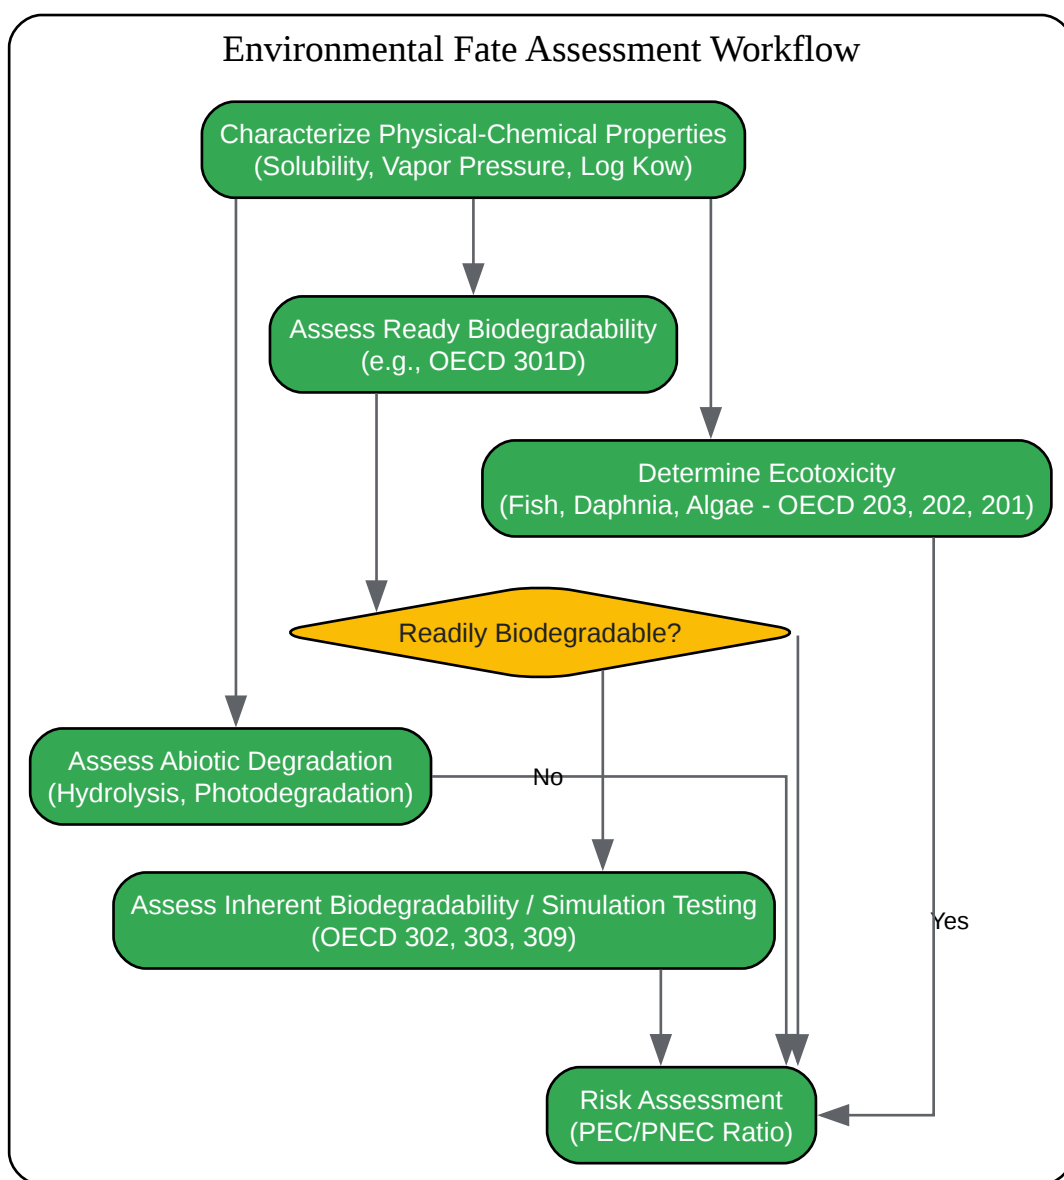 Environmental Fate Assessment Workflow
Characterize Physical-Chemical Properties
(Solubility, Vapor Pressure, Log Kow)
Assess Ready Biodegradability
(e.g., OECD 301D)
Determine Ecotoxicity
(Fish, Daphnia, Algae - OECD 203, 202, 201)
Readily Biodegradable?
Assess Abiotic Degradation
(Hydrolysis, Photodegradation)
No
Assess Inherent Biodegradability / Simulation Testing
(OECD 302, 303, 309)
Yes
Risk Assessment
(PEC/PNEC Ratio)